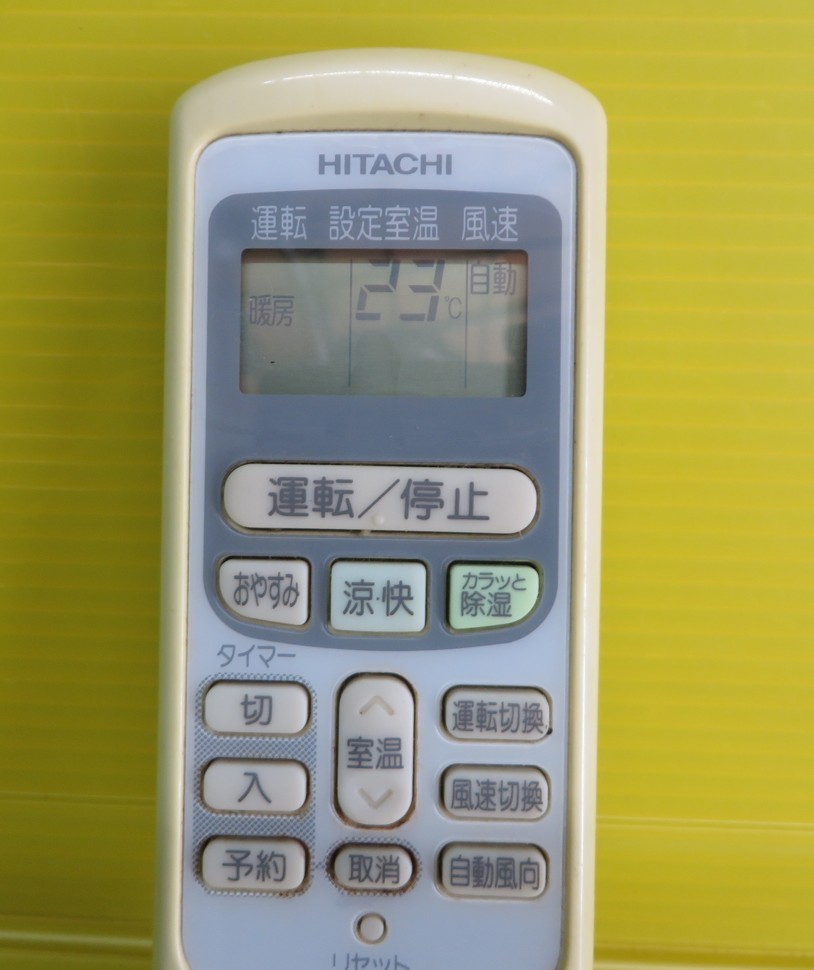 HITACHI
運転 設定室温 風速
23℃ 自動
暖房
運転/停止
おやすみ 涼・快 カラッと除湿
タイマー
切 運転切換
室温
入 風速切換
予約 取消 自動風向
リセット